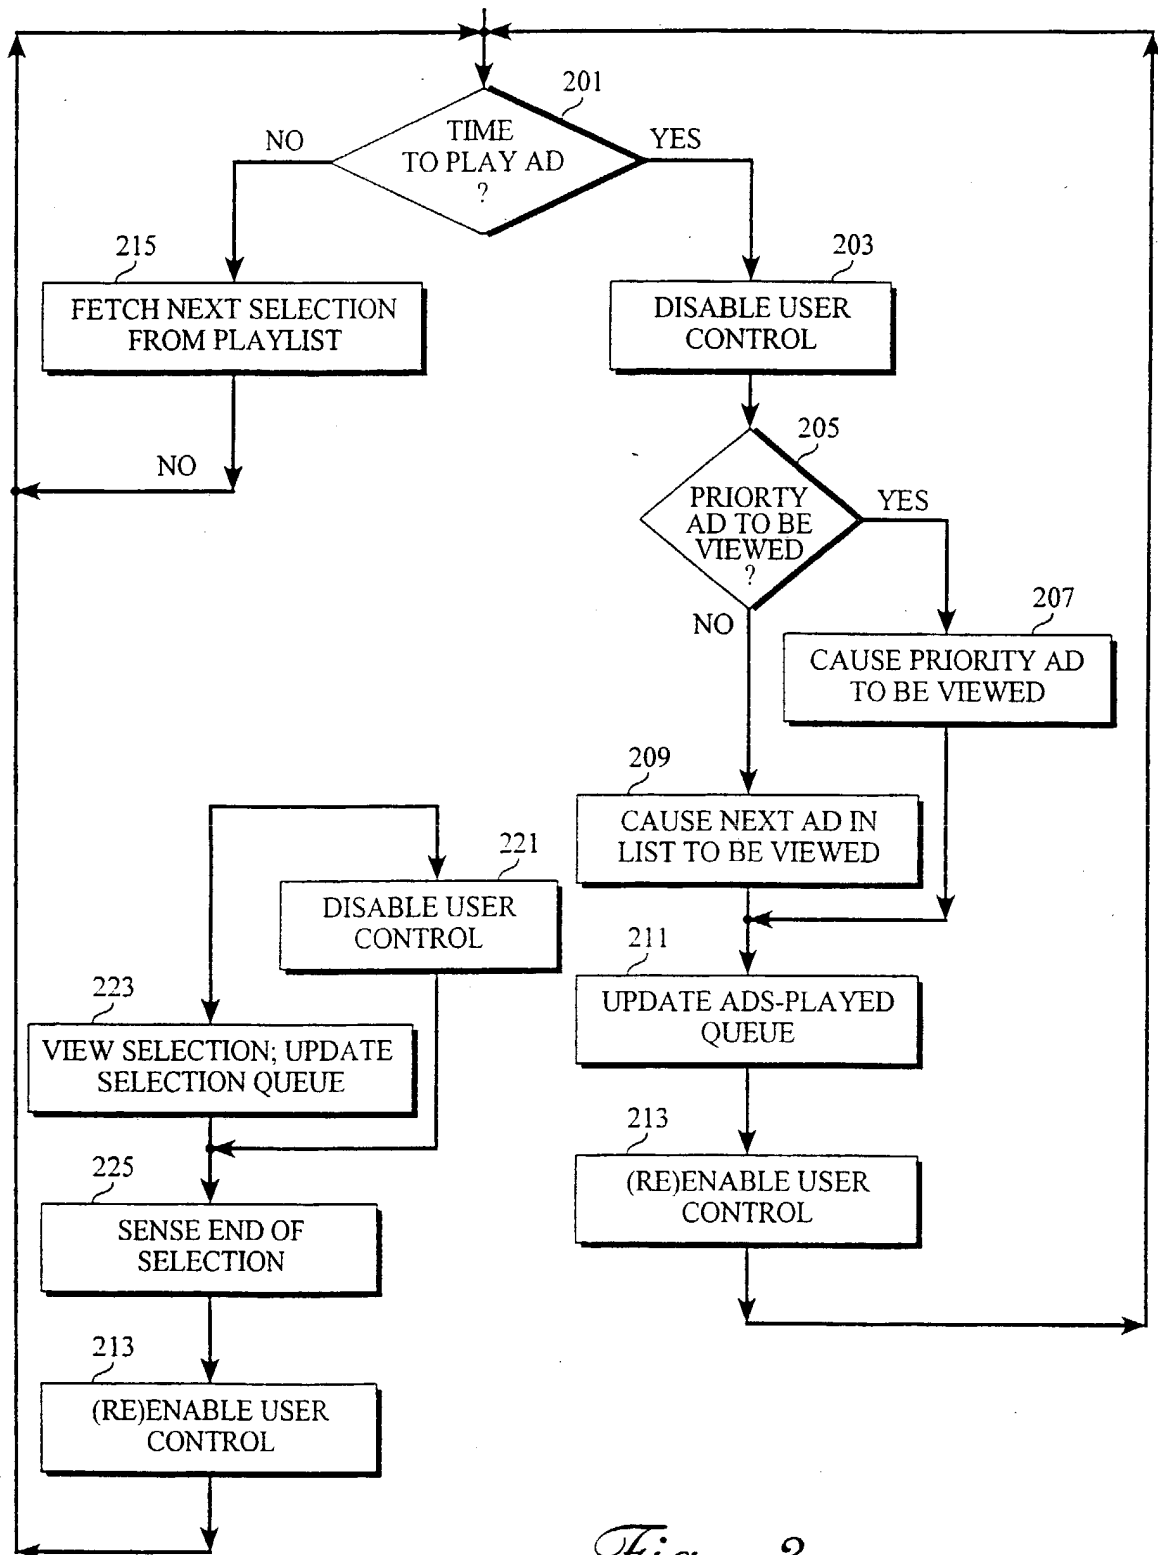 201
TIME
TO PLAY AD
?
NO
YES
215
FETCH NEXT SELECTION
FROM PLAYLIST
NO
203
DISABLE USER
CONTROL
205
PRIORTY
AD TO BE
VIEWED
?
YES
NO
207
CAUSE PRIORITY AD
TO BE VIEWED
209
CAUSE NEXT AD IN
LIST TO BE VIEWED
221
DISABLE USER
CONTROL
211
UPDATE ADS-PLAYED
QUEUE
223
VIEW SELECTION; UPDATE
SELECTION QUEUE
213
(RE)ENABLE USER
CONTROL
225
SENSE END OF
SELECTION
213
(RE)ENABLE USER
CONTROL
Fig.